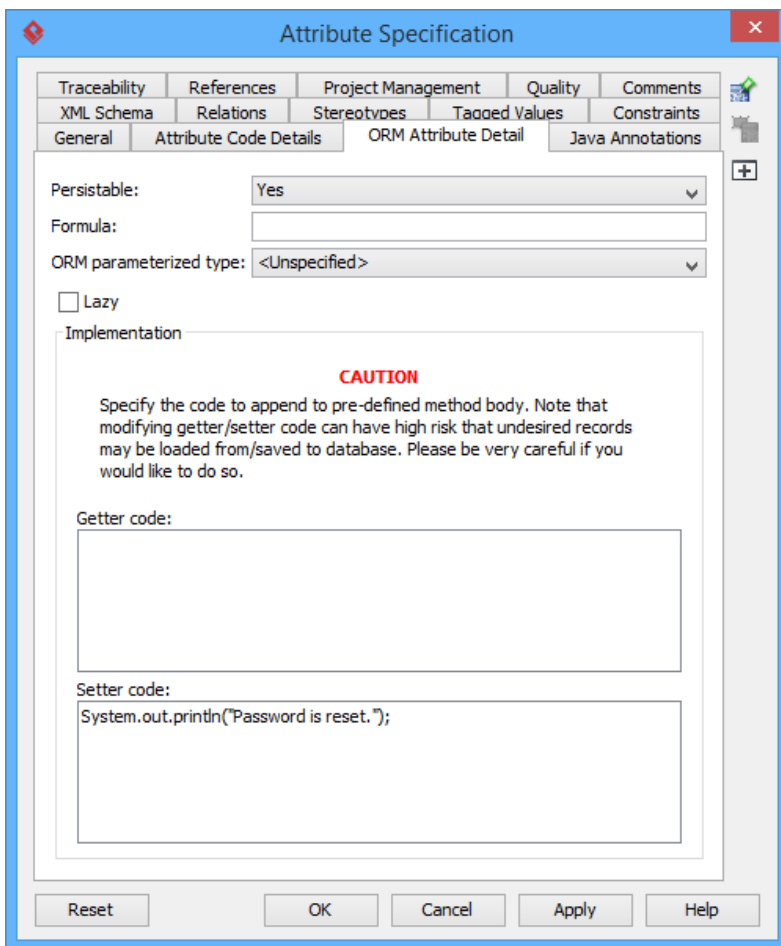 Attribute Specification
Traceability References Project Management Quality Comments
XML Schema Relations Stereotypes Tagged Values Constraints
General Attribute Code Details ORM Attribute Detail Java Annotations
Persistable: Yes
Formula:
ORM parameterized type: <Unspecified>
Lazy
Implementation
CAUTION
Specify the code to append to pre-defined method body. Note that
modifying getter/setter code can have high risk that undesired records
may be loaded from/saved to database. Please be very careful if you
would like to do so.
Getter code:
Setter code:
System.out.println("Password is reset.");
Reset OK Cancel Apply Help